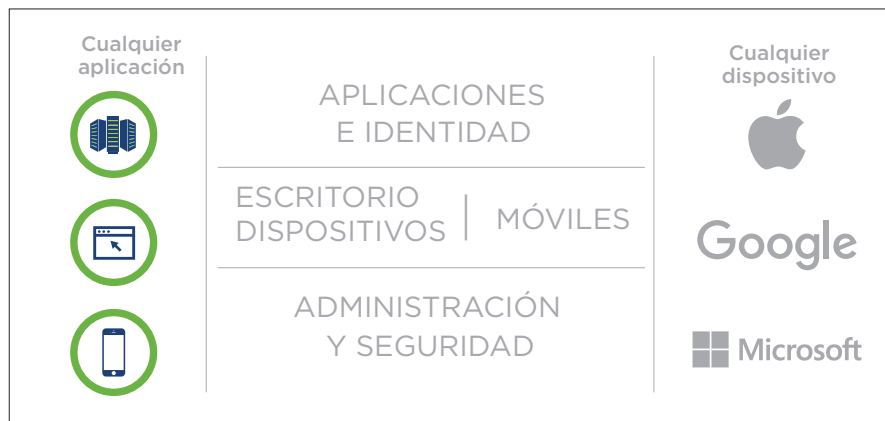 Cualquier
aplicación
APLICACIONES
E IDENTIDAD
ESCRITORIO
DISPOSITIVOS
MÓVILES
ADMINISTRACIÓN
Y SEGURIDAD
Cualquier
dispositivo
Google
Microsoft